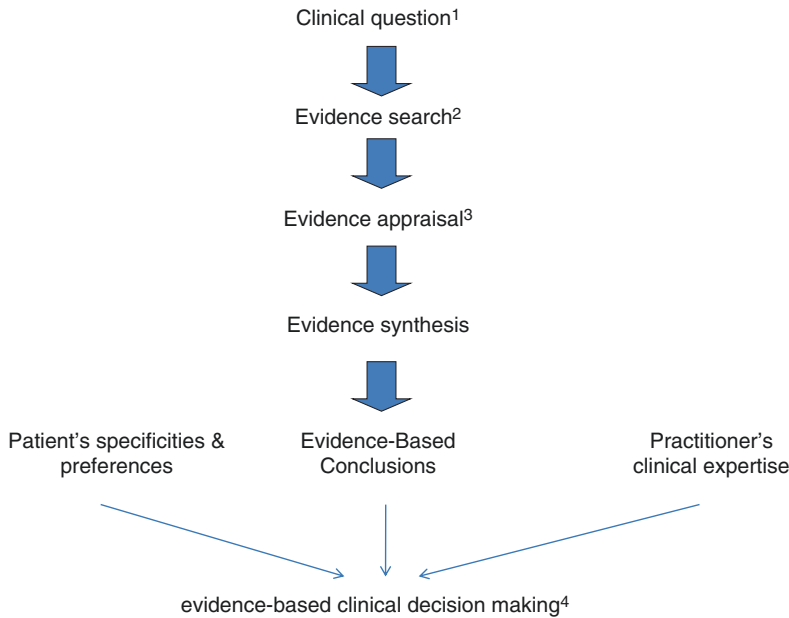 Clinical question¹
Evidence search²
Evidence appraisal³
Evidence synthesis
Patient's specificities &
preferences
Evidence-Based
Conclusions
Practitioner's
clinical expertise
evidence-based clinical decision making⁴